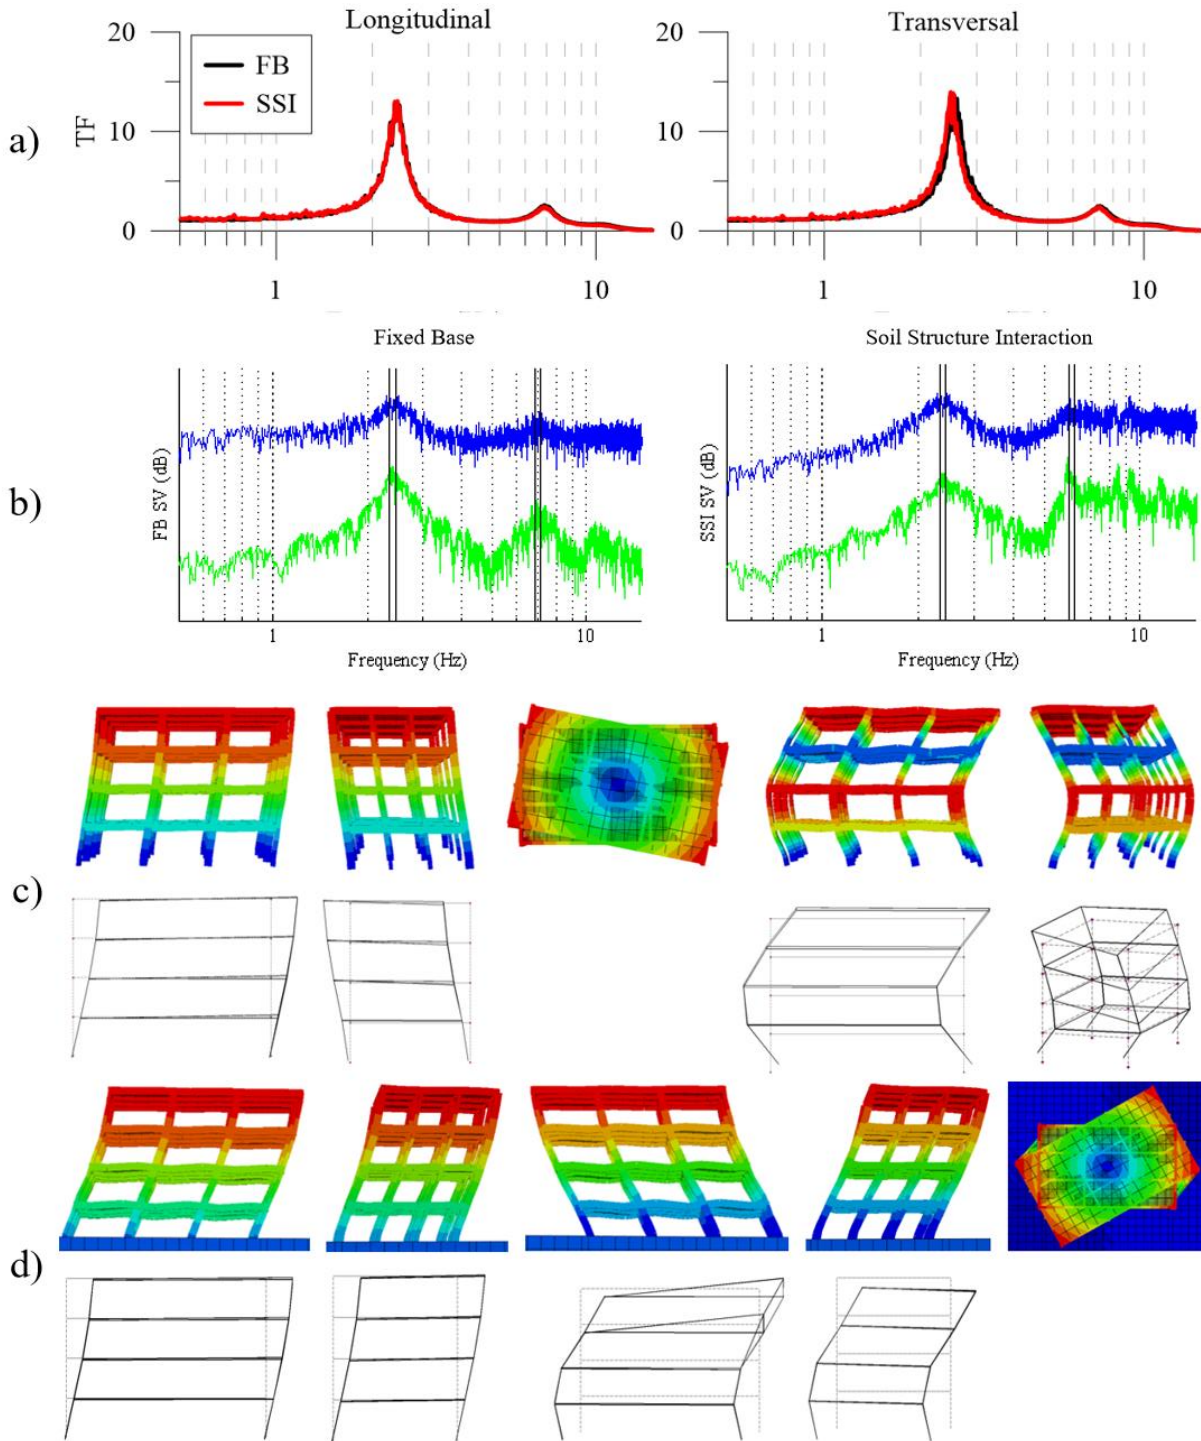 Longitudinal
Transversal
20
FB
SSI
TF
10
0
1
10
20
10
0
1
10
a)
Fixed Base
Soil Structure Interaction
FB SV (dB)
1
10
Frequency (Hz)
SSI SV (dB)
1
10
Frequency (Hz)
b)
c)
d)